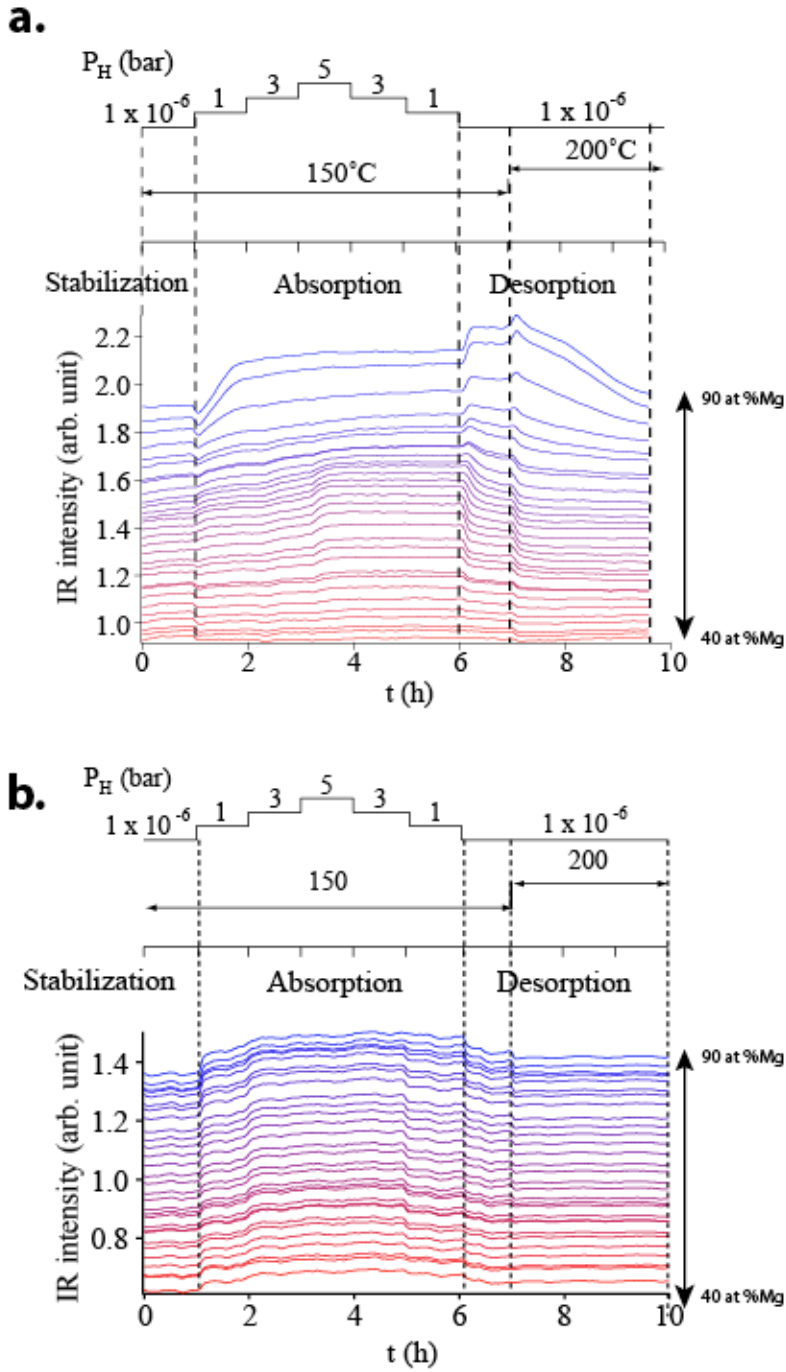 a.
P_H (bar)
1 x 10^-6 1 3 5 3 1 1 x 10^-6
150°C 200°C
Stabilization Absorption Desorption
IR intensity (arb. unit)
2.2
2.0
1.8
1.6
1.4
1.2
1.0
90 at %Mg
40 at %Mg
0 2 4 6 8 10
t (h)
b.
P_H (bar)
1 x 10^-6 1 3 5 3 1 1 x 10^-6
150 200
Stabilization Absorption Desorption
IR intensity (arb. unit)
1.4
1.2
1.0
0.8
90 at %Mg
40 at %Mg
0 2 4 6 8 10
t (h)